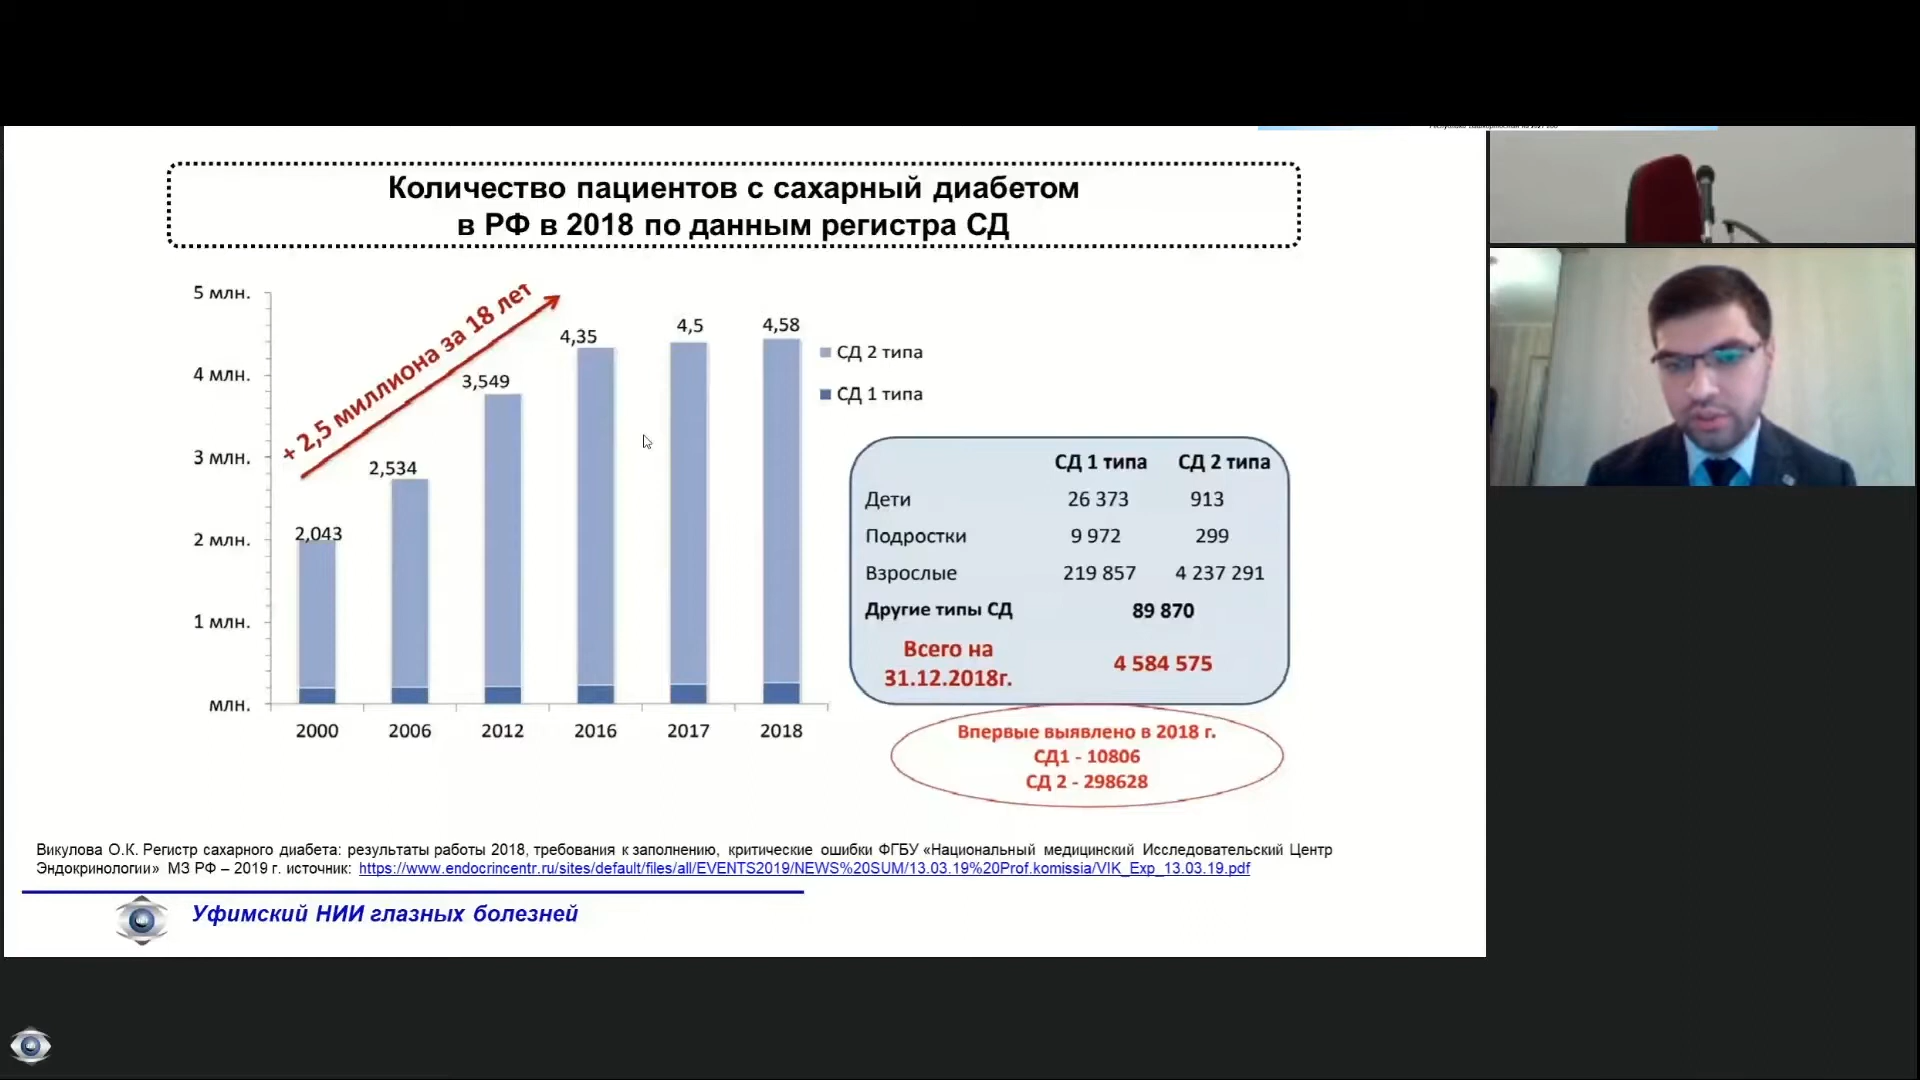 Количество пациентов с сахарный диабетом
в РФ в 2018 по данным регистра СД
+ 2,5 миллиона за 18 лет
5 млн.
4 млн.
3 млн.
2 млн.
1 млн.
млн.
2,043
2,534
3,549
4,35
4,5
4,58
2000 2006 2012 2016 2017 2018
СД 2 типа
СД 1 типа
СД 1 типа СД 2 типа
Дети 26 373 913
Подростки 9 972 299
Взрослые 219 857 4 237 291
Другие типы СД 89 870
Всего на
31.12.2018г. 4 584 575
Впервые выявлено в 2018 г.
СД1 - 10806
СД 2 - 298628
Викулова О.К. Регистр сахарного диабета: результаты работы 2018, требования к заполнению, критические ошибки ФГБУ «Национальный медицинский Исследовательский Центр
Эндокринологии» МЗ РФ – 2019 г. источник: https://www.endocrincentr.ru/sites/default/files/all/EVENTS2019/NEWS%20SUM/13.03.19%20Prof.komissia/VIK_Exp_13.03.19.pdf
Уфимский НИИ глазных болезней